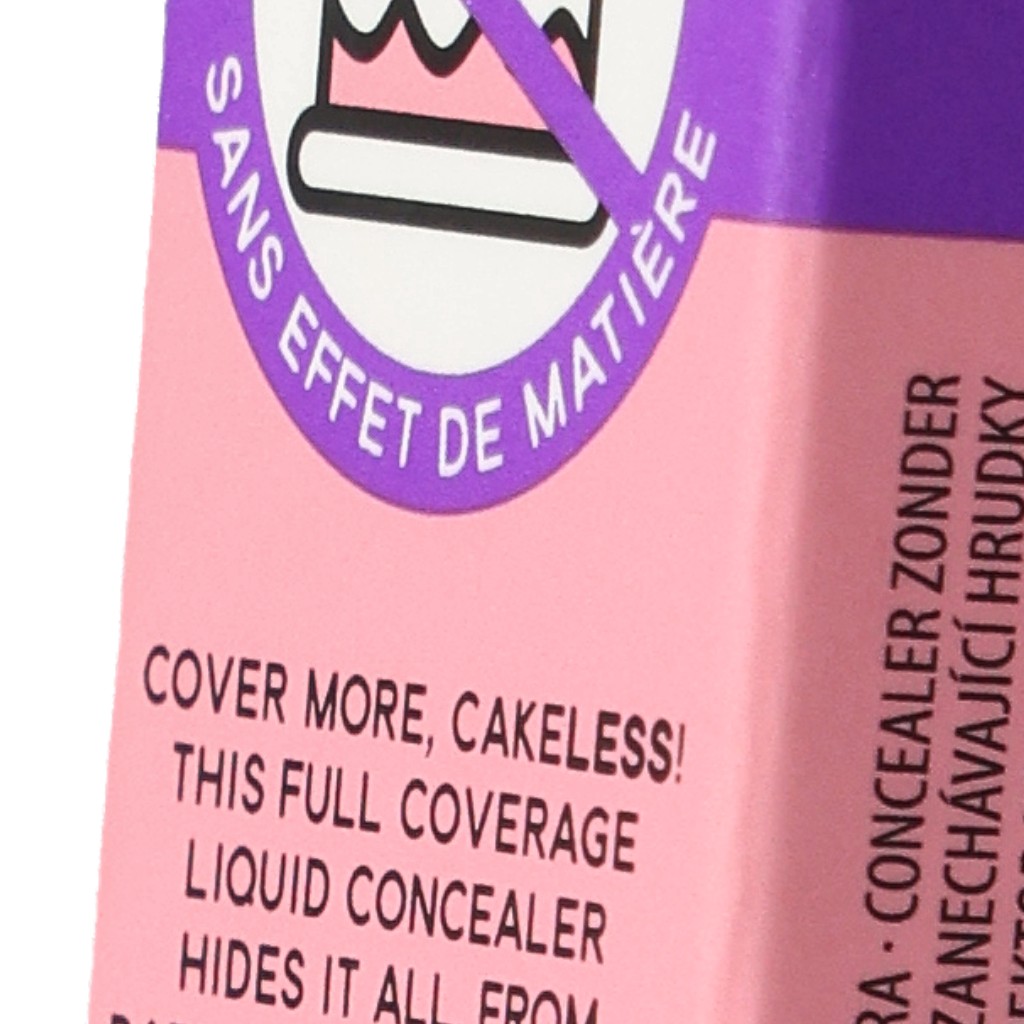 SANS EFFET DE MATIÈRE
COVER MORE, CAKELESS!
THIS FULL COVERAGE
LIQUID CONCEALER
HIDES IT ALL, FROM
· CONCEALER ZONDER
ZANECHÁVAJÍCÍ HRUDKY